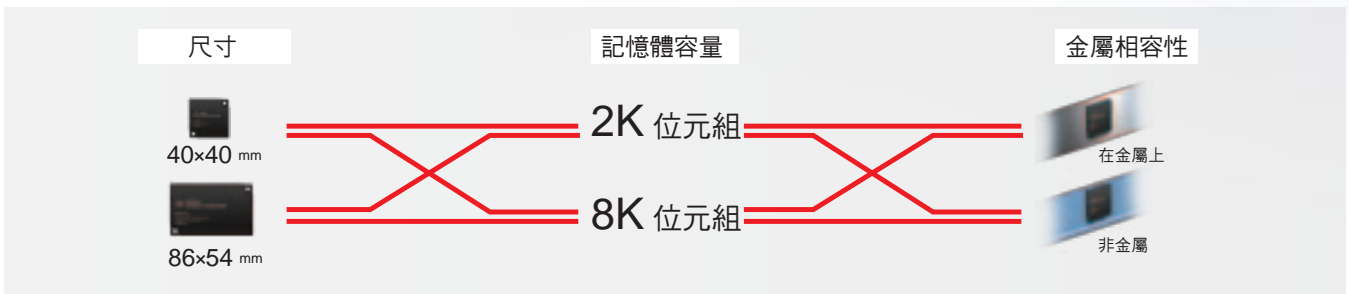 尺寸
記憶體容量
金屬相容性
40×40 mm
2K 位元組
在金屬上
86×54 mm
8K 位元組
非金屬